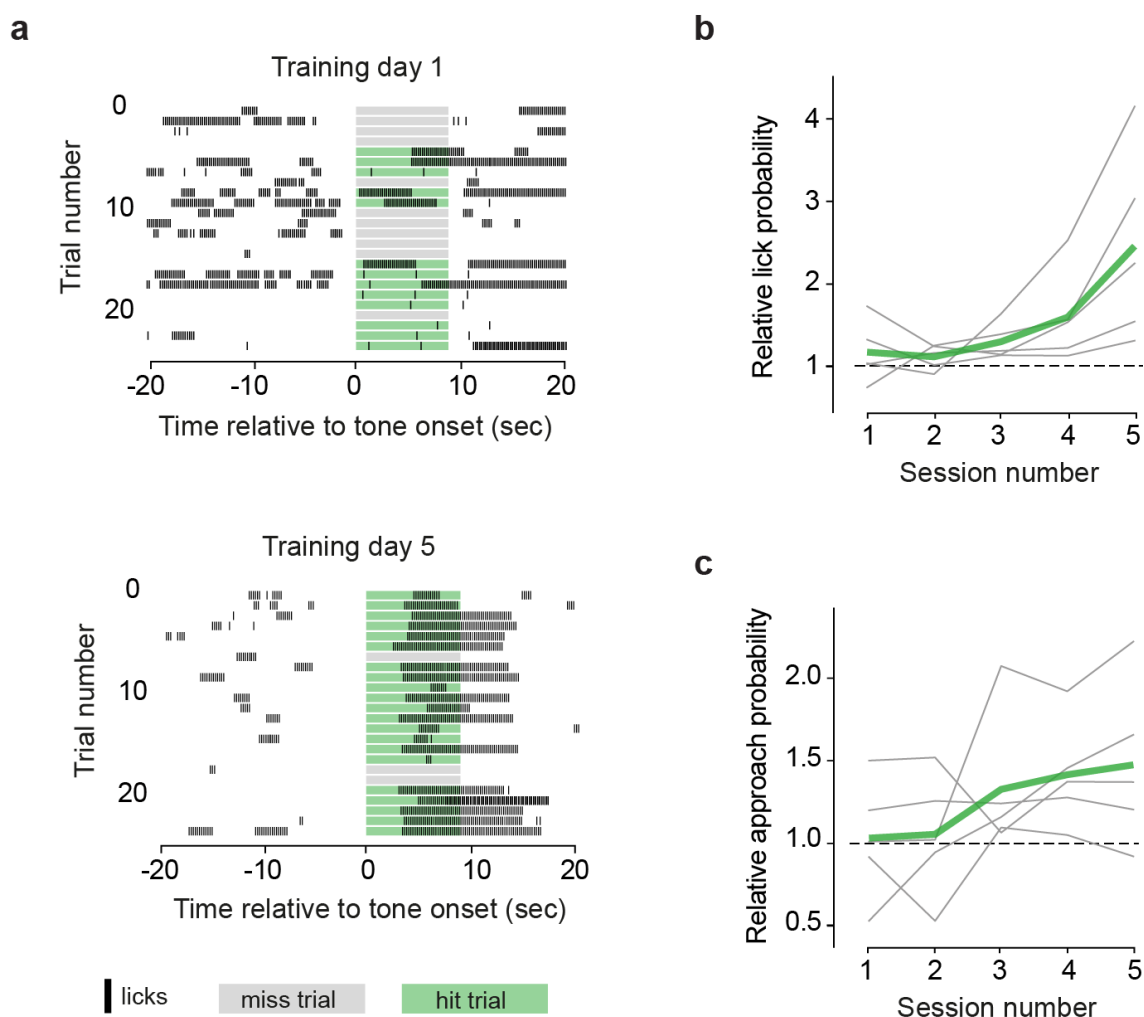 a
Training day 1
Trial number
0
10
20
-20 -10 0 10 20
Time relative to tone onset (sec)
Training day 5
Trial number
0
10
20
-20 -10 0 10 20
Time relative to tone onset (sec)
licks miss trial hit trial
b
Relative lick probability
4
3
2
1
1 2 3 4 5
Session number
c
Relative approach probability
2.0
1.5
1.0
0.5
1 2 3 4 5
Session number